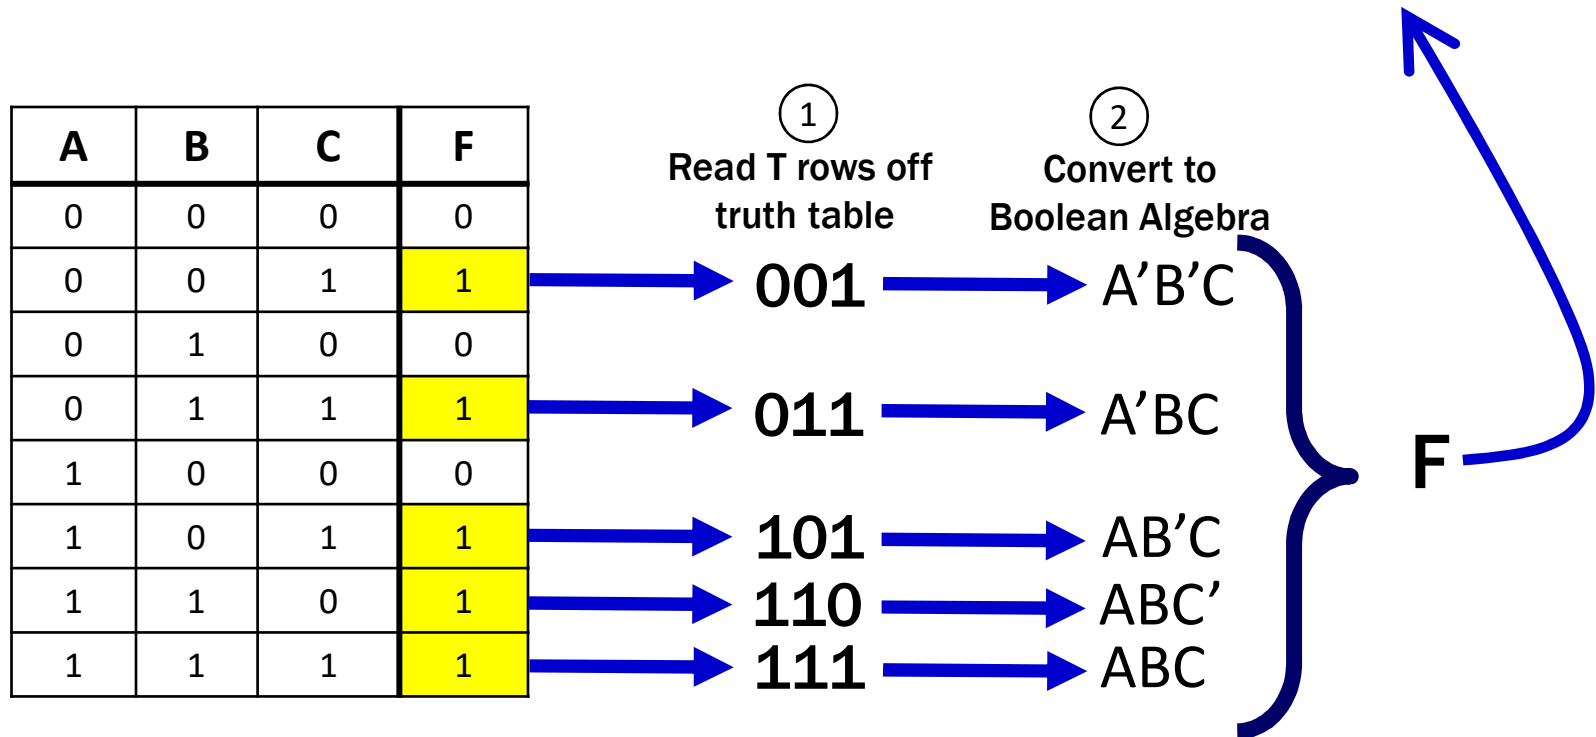 A B C F
0 0 0 0
0 0 1 1
0 1 0 0
0 1 1 1
1 0 0 0
1 0 1 1
1 1 0 1
1 1 1 1
1
Read T rows off
truth table
001
011
101
110
111
2
Convert to
Boolean Algebra
A’B’C
A’BC
AB’C
ABC’
ABC
F